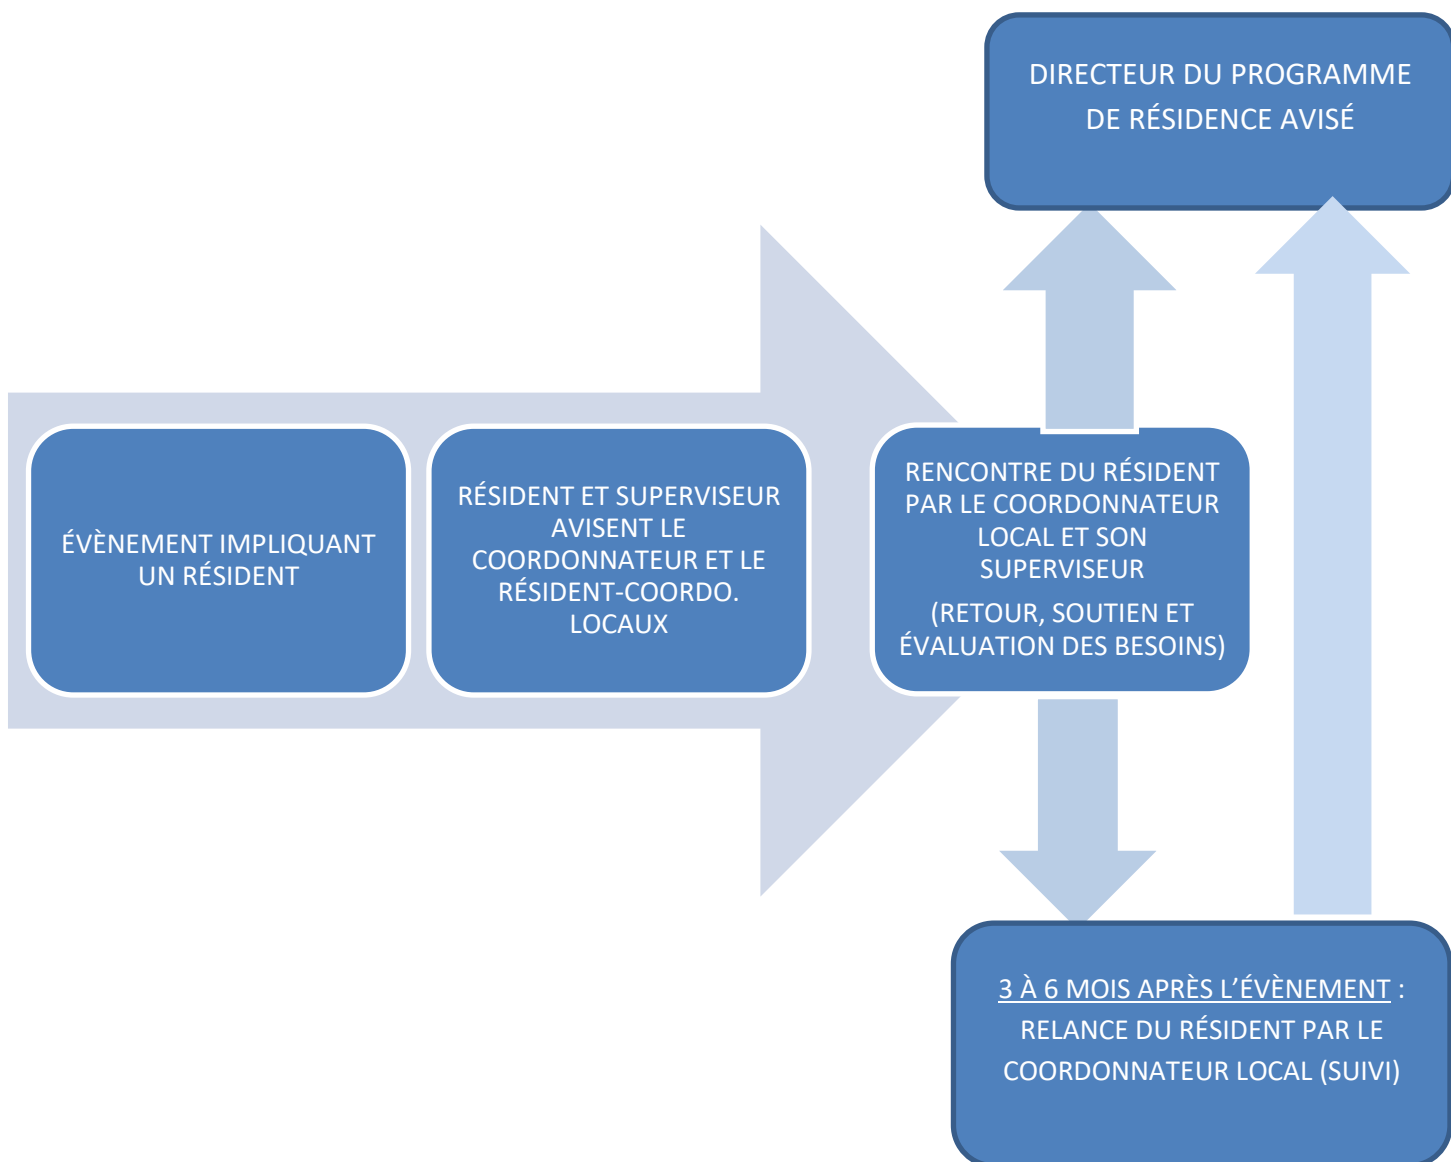 DIRECTEUR DU PROGRAMME
DE RÉSIDENCE AVISÉ
ÉVÈNEMENT IMPLIQUANT
UN RÉSIDENT
RÉSIDENT ET SUPERVISEUR
AVISENT LE
COORDONNATEUR ET LE
RÉSIDENT-COORDO.
LOCAUX
RENCONTRE DU RÉSIDENT
PAR LE COORDONNATEUR
LOCAL ET SON
SUPERVISEUR
(RETOUR, SOUTIEN ET
ÉVALUATION DES BESOINS)
3 À 6 MOIS APRÈS L’ÉVÈNEMENT :
RELANCE DU RÉSIDENT PAR LE
COORDONNATEUR LOCAL (SUIVI)